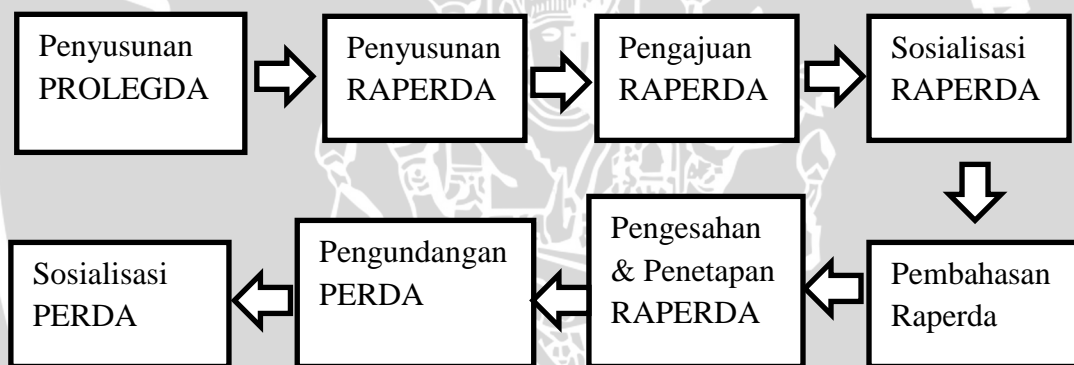 Penyusunan
PROLEGDA
Penyusunan
RAPERDA
Pengajuan
RAPERDA
Sosialisasi
RAPERDA
Pembahasan
Raperda
Pengesahan
& Penetapan
RAPERDA
Pengundangan
PERDA
Sosialisasi
PERDA